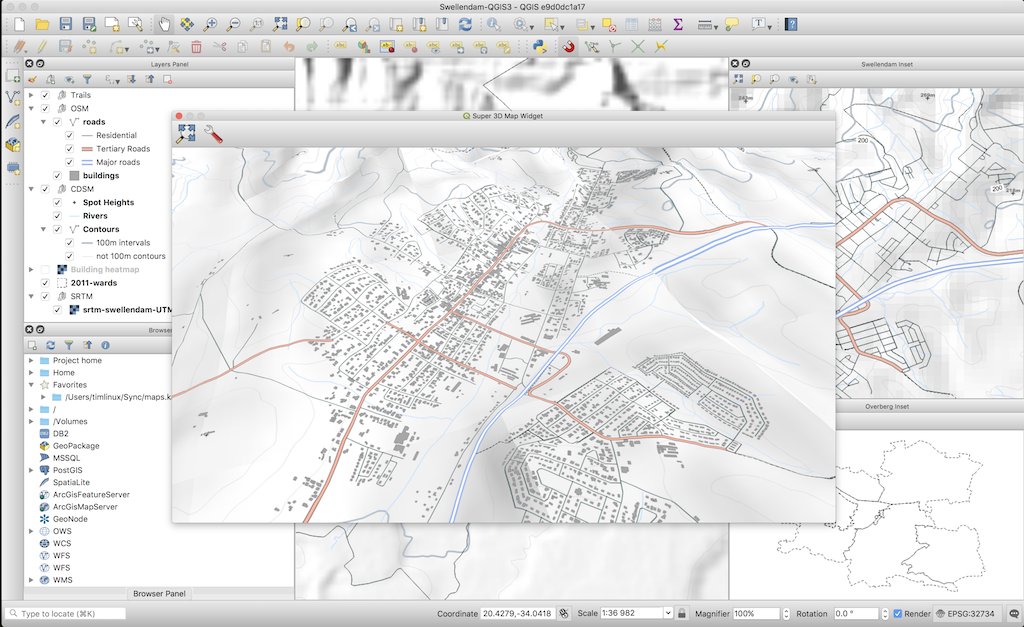 Swellendam-QGIS3 - QGIS e9d0dc1a17
Layers Panel
Trails
OSM
roads
Residential
Tertiary Roads
Major roads
buildings
CDSM
Spot Heights
Rivers
Contours
100m intervals
not 100m contours
Building heatmap
2011-wards
SRTM
srtm-swellendam-UTM
Browser
Project home
Home
Favorites
/Users/timlinux/Sync/maps.k
/
/Volumes
DB2
GeoPackage
MSSQL
PostGIS
SpatiaLite
ArcGisFeatureServer
ArcGisMapServer
GeoNode
OWS
WCS
WFS
WFS
WMS
Browser Panel
Super 3D Map Widget
Swellendam Inset
200
200
Overberg Inset
Type to locate (⌘K)
Coordinate 20.4279,-34.0418
Scale 1:36 982
Magnifier 100%
Rotation 0.0 °
Render
EPSG:32734